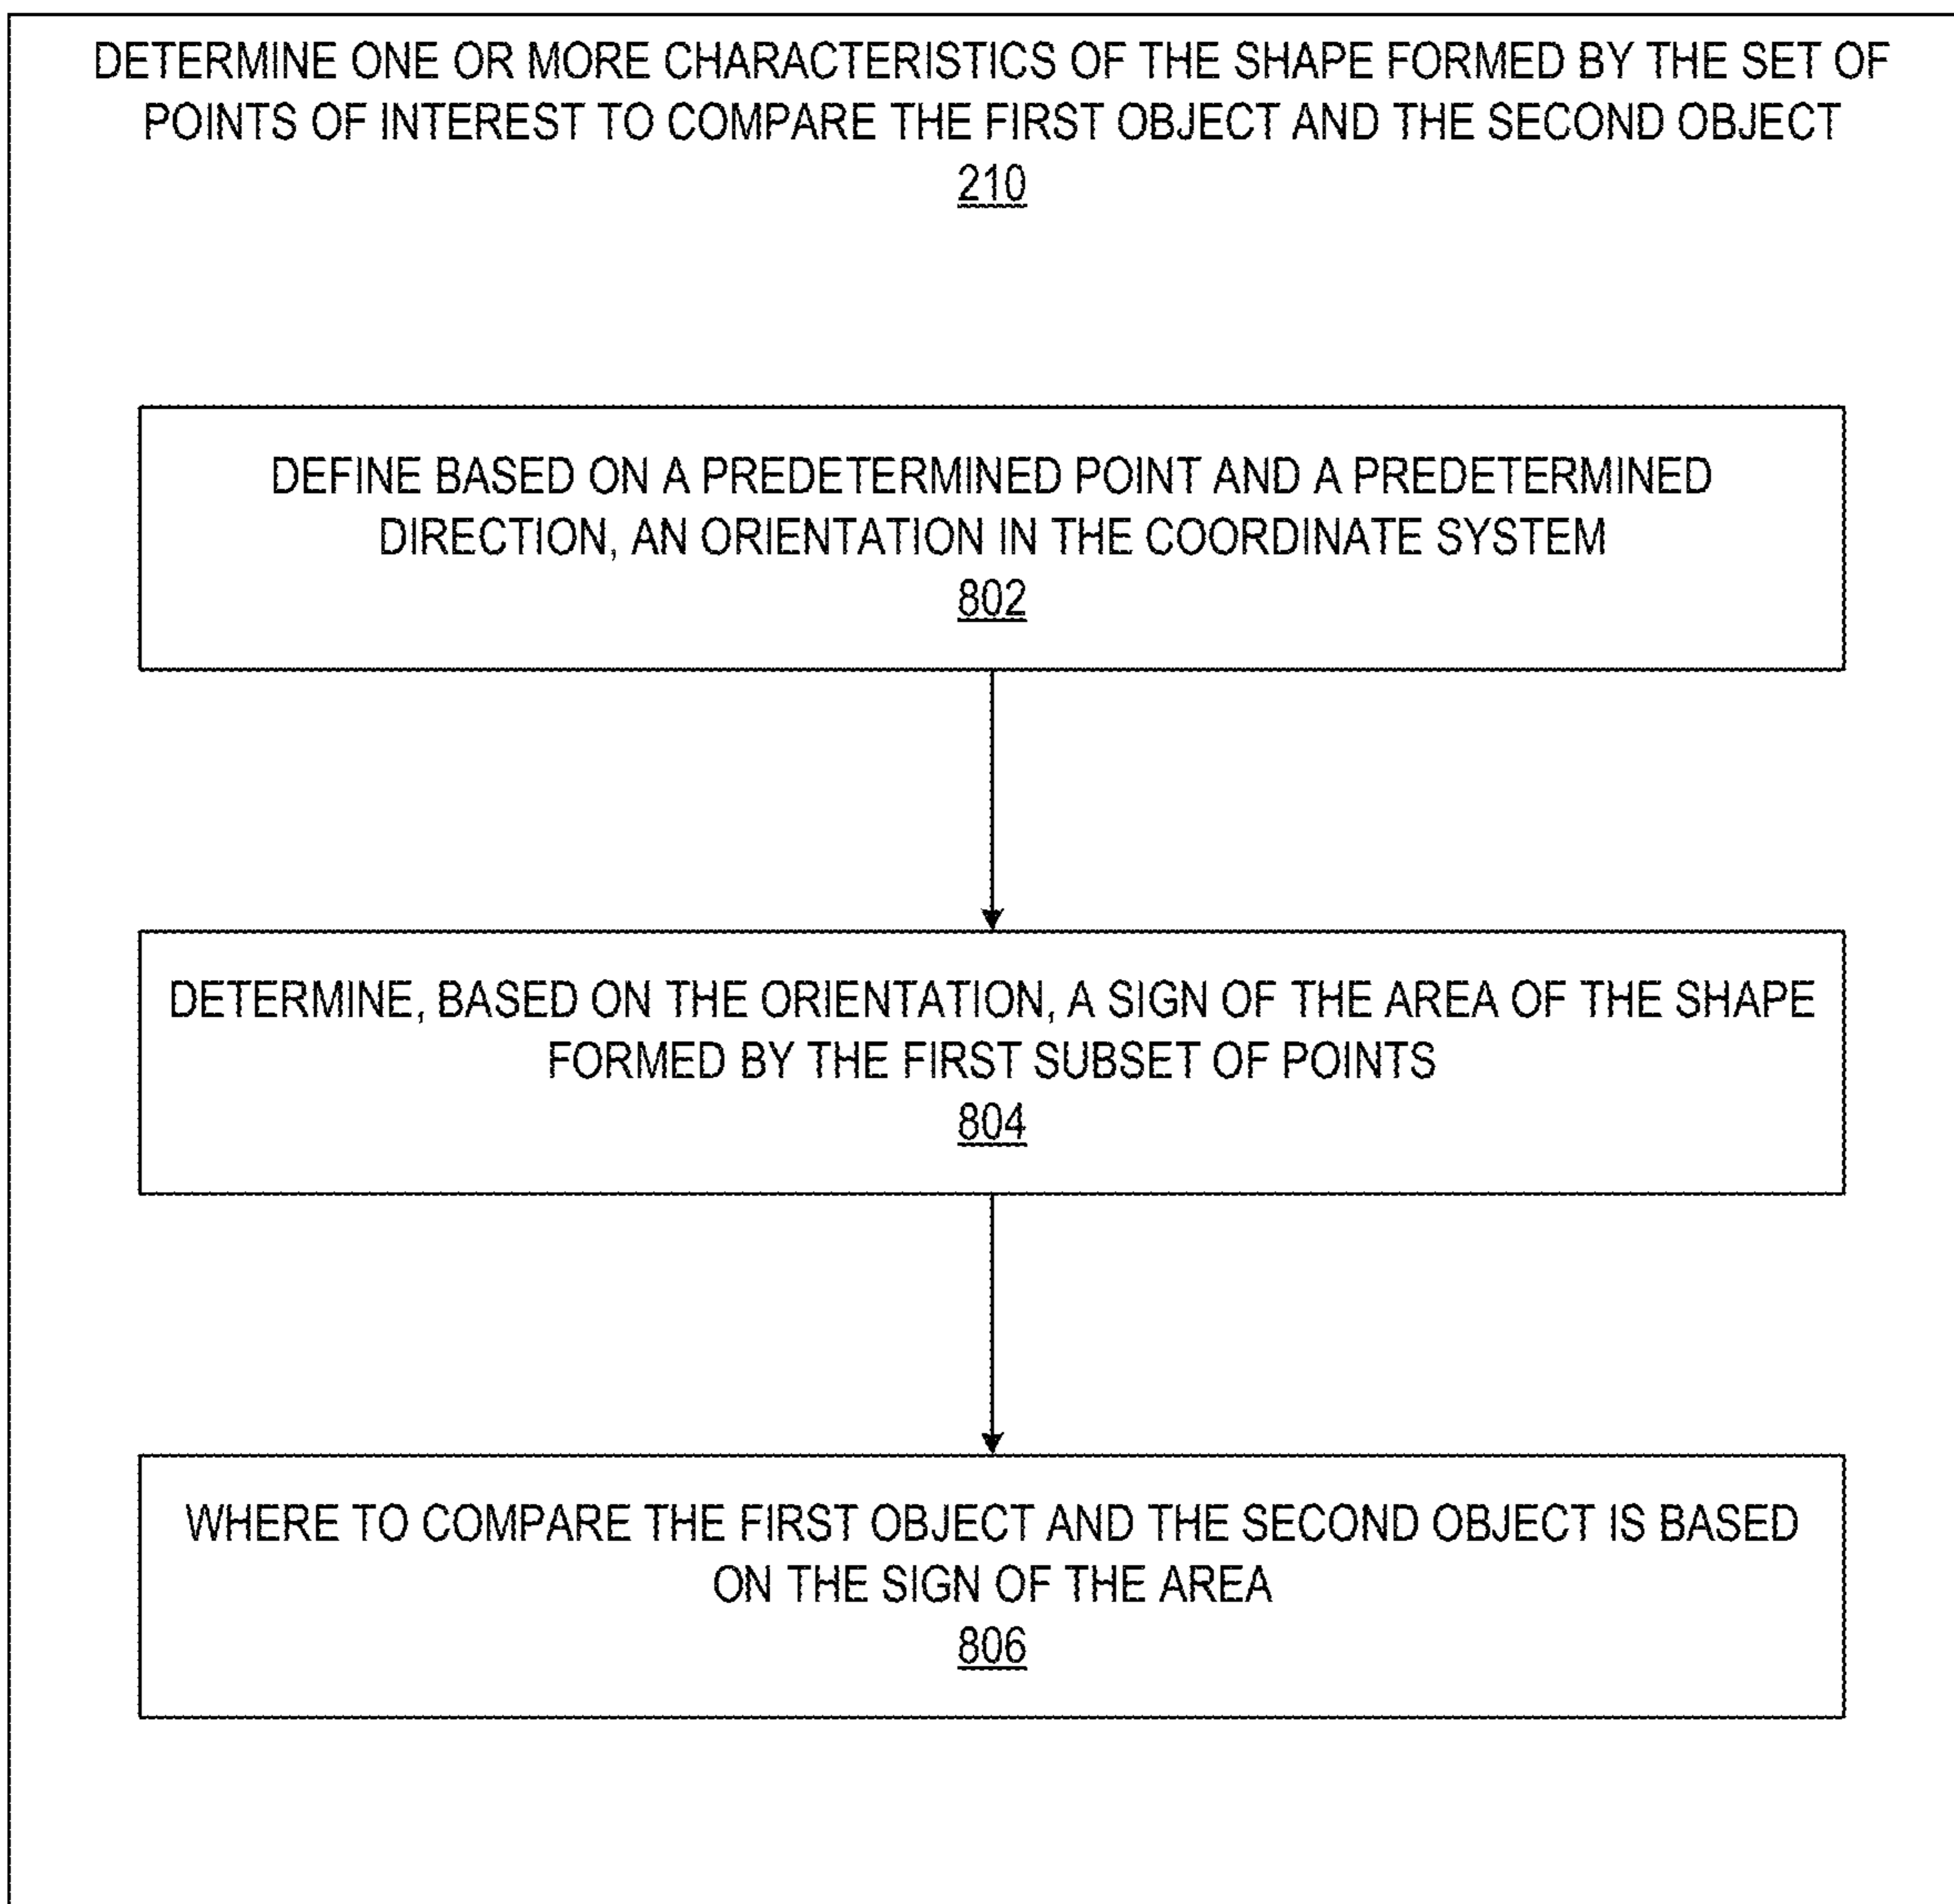 DETERMINE ONE OR MORE CHARACTERISTICS OF THE SHAPE FORMED BY THE SET OF
POINTS OF INTEREST TO COMPARE THE FIRST OBJECT AND THE SECOND OBJECT
210
DEFINE BASED ON A PREDETERMINED POINT AND A PREDETERMINED
DIRECTION, AN ORIENTATION IN THE COORDINATE SYSTEM
802
DETERMINE, BASED ON THE ORIENTATION, A SIGN OF THE AREA OF THE SHAPE
FORMED BY THE FIRST SUBSET OF POINTS
804
WHERE TO COMPARE THE FIRST OBJECT AND THE SECOND OBJECT IS BASED
ON THE SIGN OF THE AREA
806